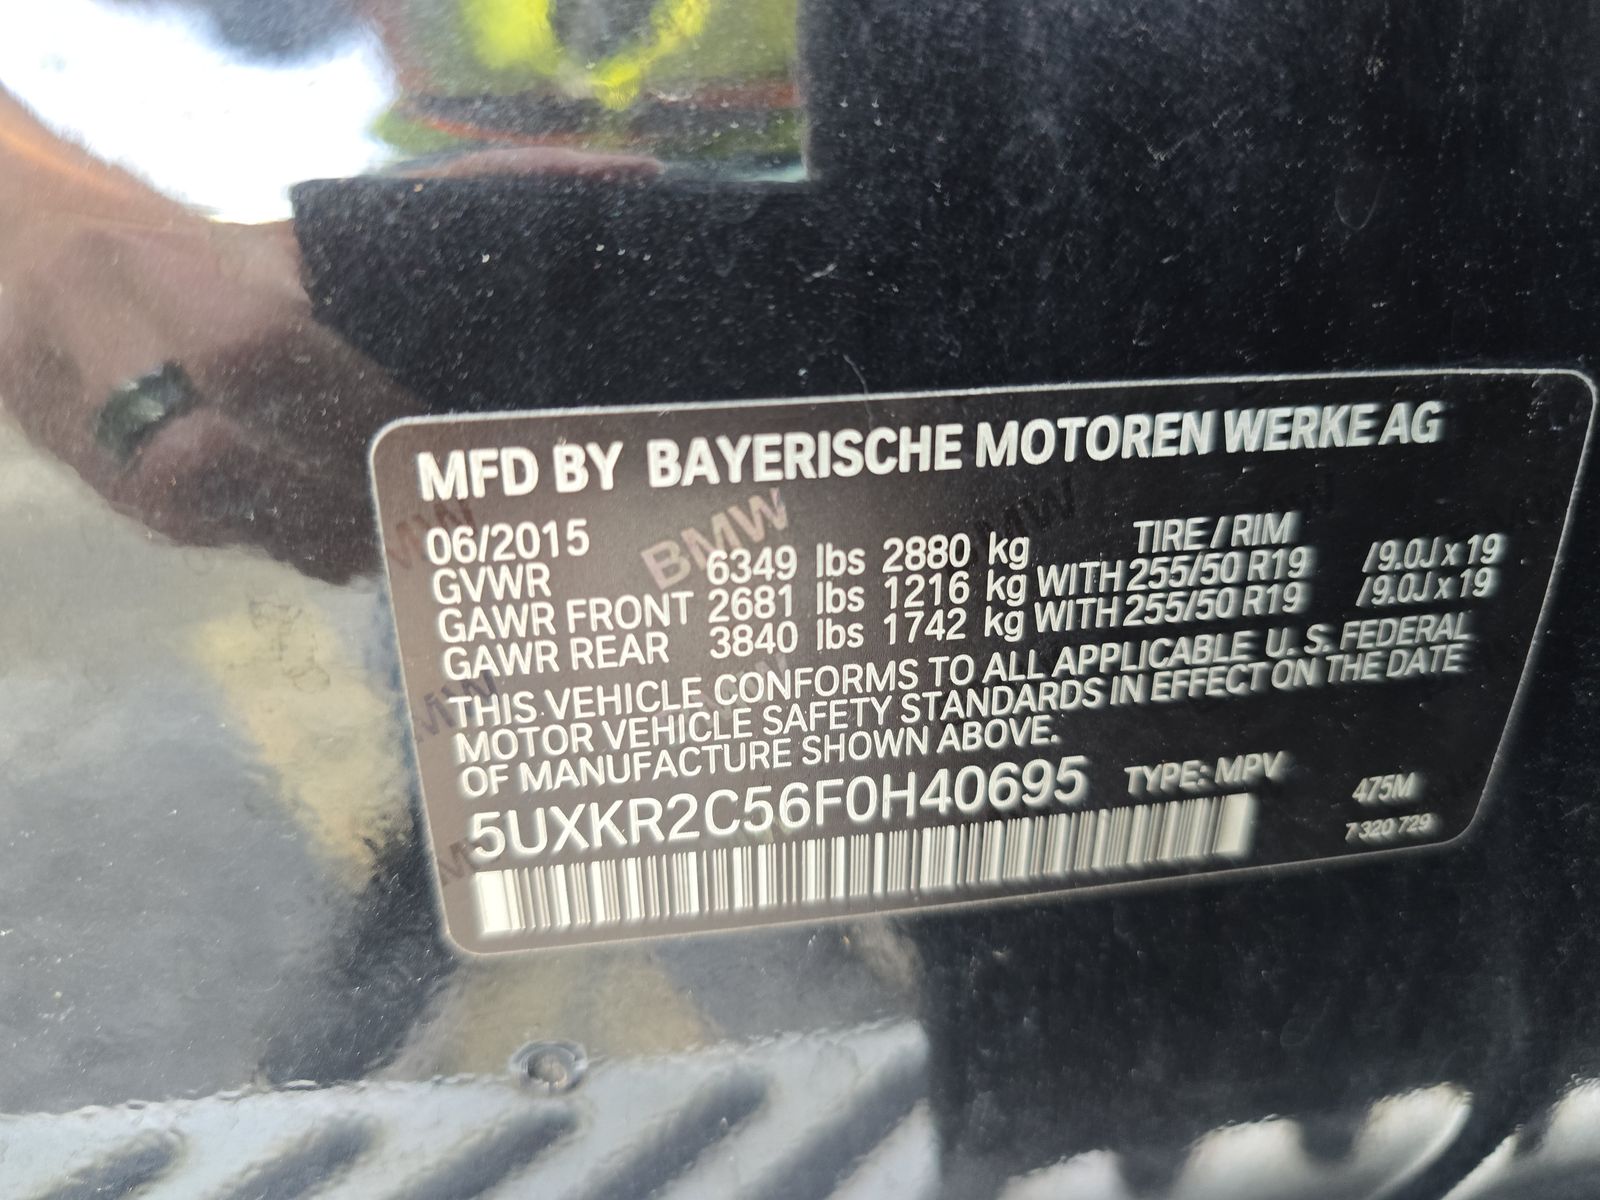 MFD BY BAYERISCHE MOTOREN WERKE AG
06/2015 TIRE / RIM
GVWR 6349 lbs 2880 kg
GAWR FRONT 2681 lbs 1216 kg WITH 255/50 R19 /9.0J x 19
GAWR REAR 3840 lbs 1742 kg WITH 255/50 R19 /9.0J x 19
THIS VEHICLE CONFORMS TO ALL APPLICABLE U. S. FEDERAL
MOTOR VEHICLE SAFETY STANDARDS IN EFFECT ON THE DATE
OF MANUFACTURE SHOWN ABOVE.
5UXKR2C56F0H40695 TYPE: MPV
475M
7 320 729
BMW